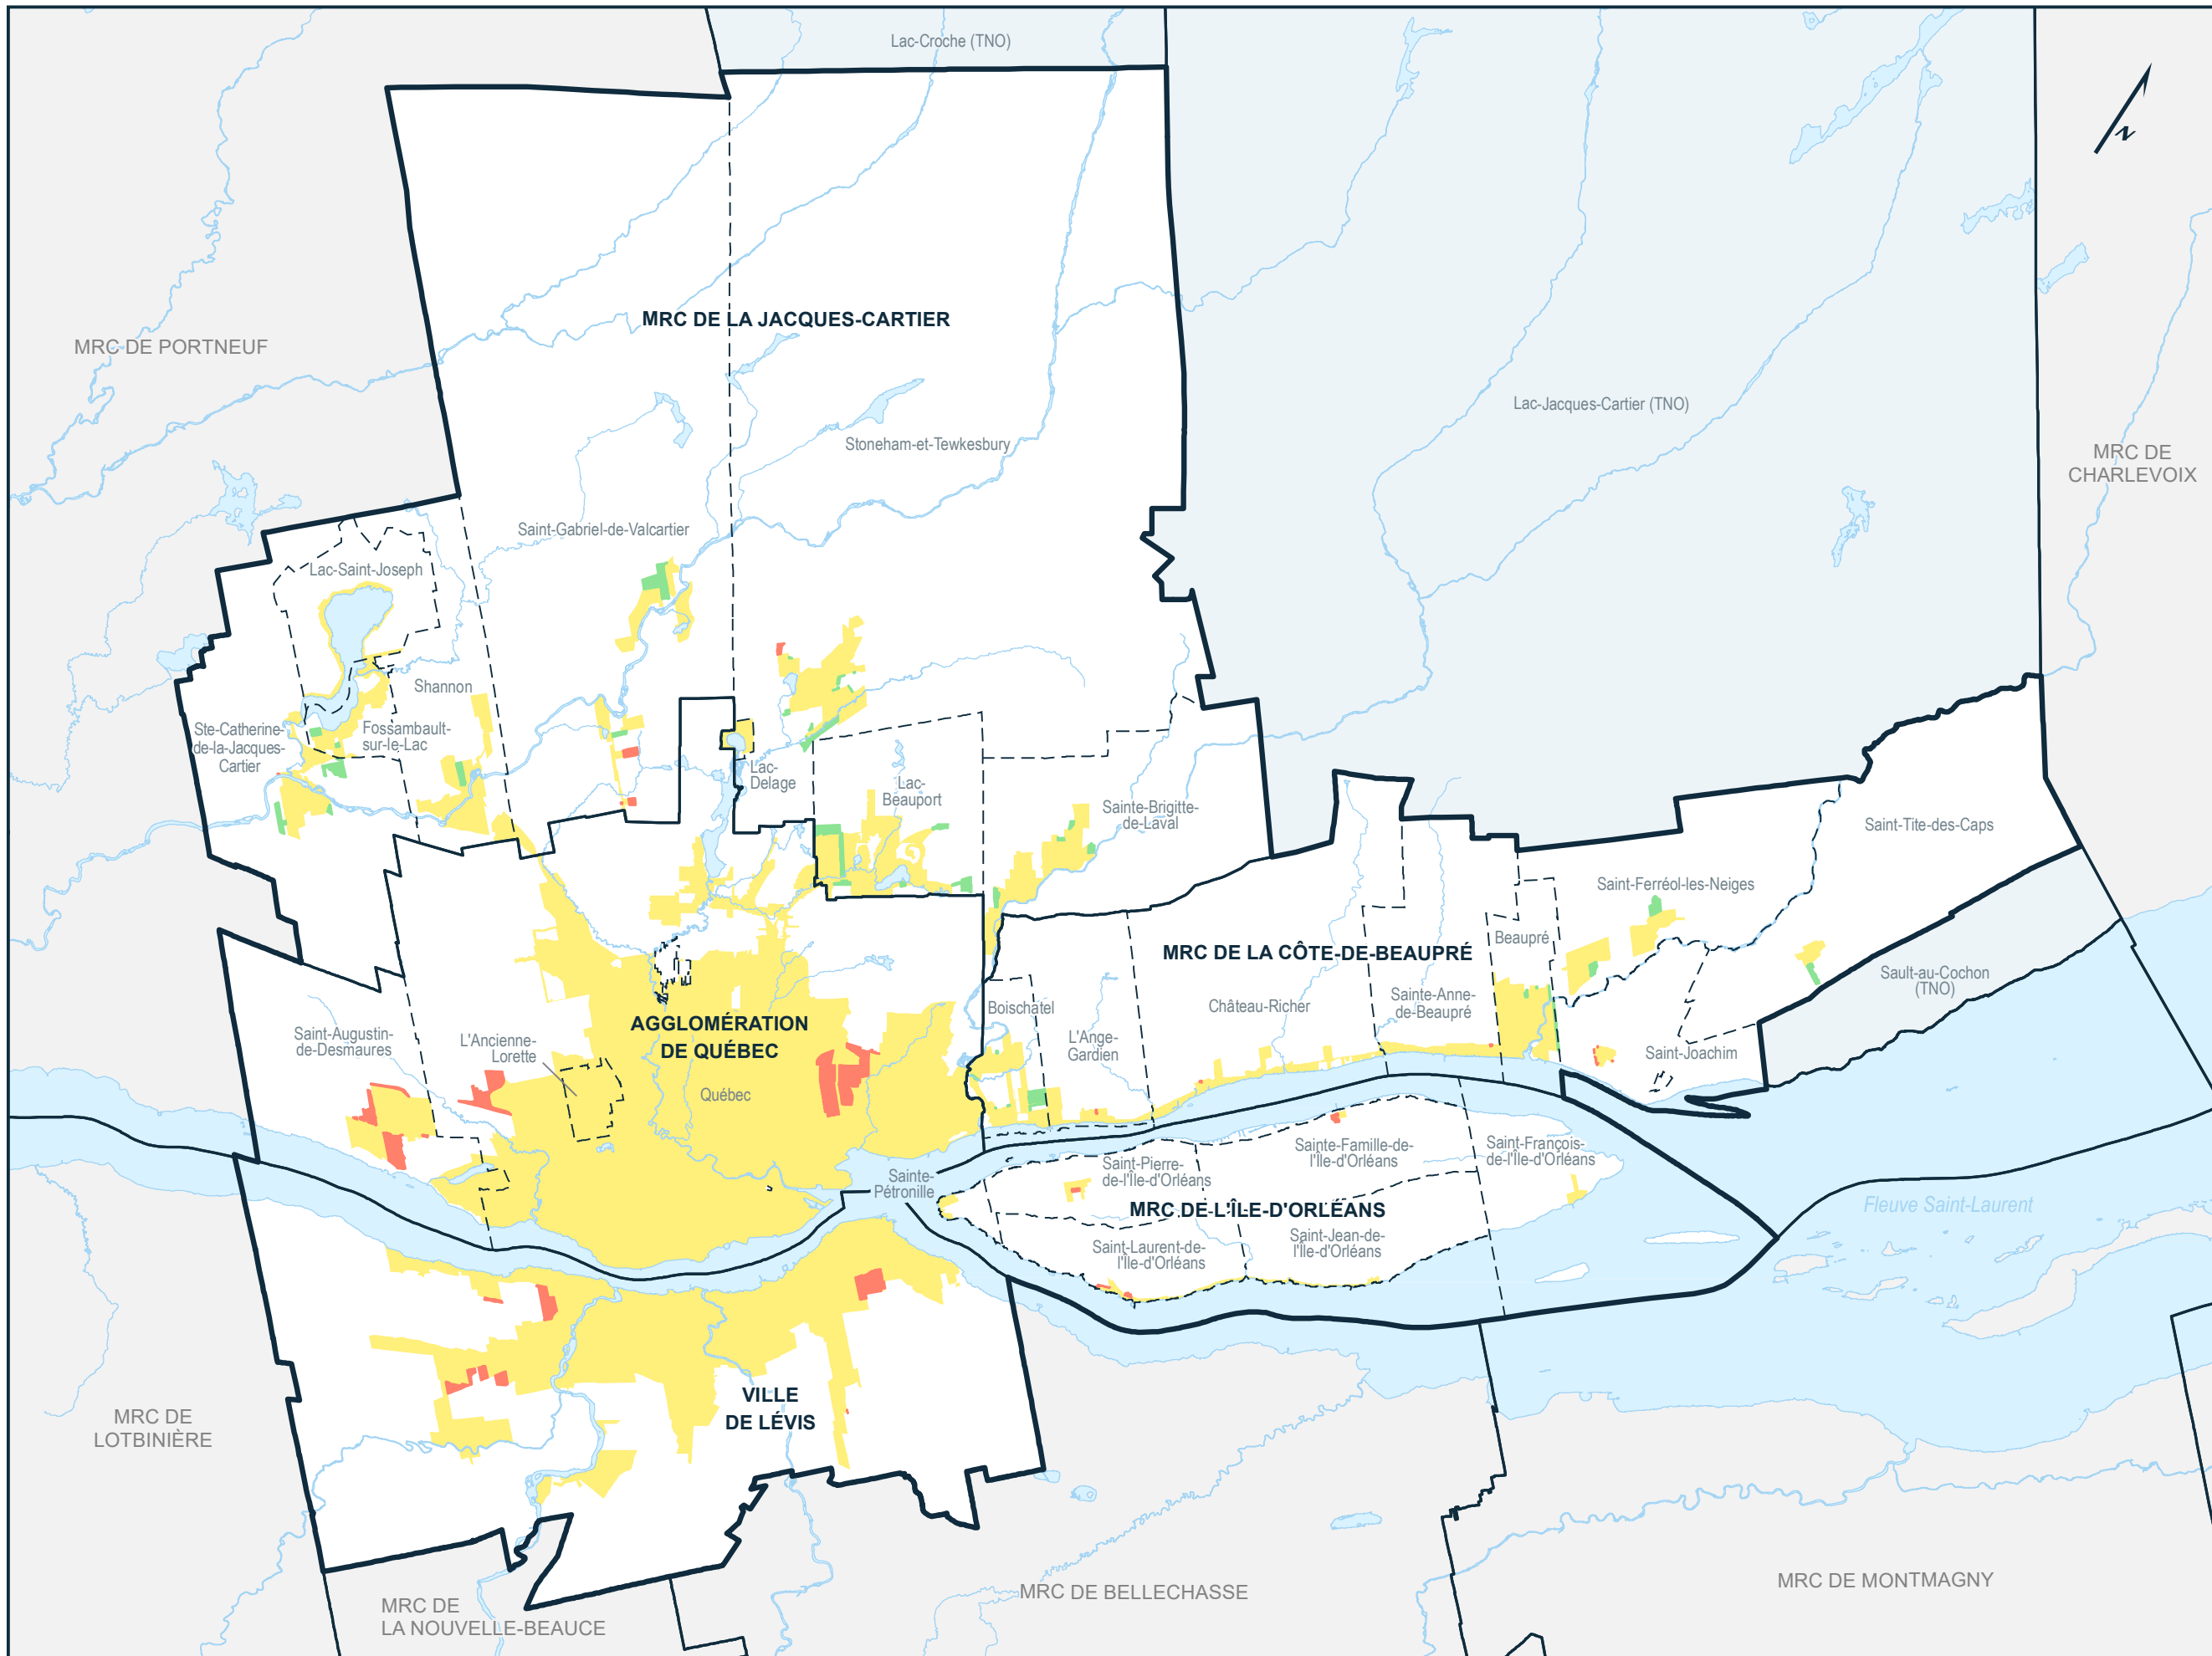 Lac-Croche (TNO)
N
MRC DE LA JACQUES-CARTIER
MRC DE PORTNEUF
Lac-Jacques-Cartier (TNO)
Stoneham-et-Tewkesbury
MRC DE
CHARLEVOIX
Saint-Gabriel-de-Valcartier
Lac-Saint-Joseph
Shannon
Ste-Catherine-
de-la-Jacques-
Cartier
Fossambault-
sur-le-Lac
Lac-
Delage
Lac-
Beauport
Sainte-Brigitte-
de-Laval
Saint-Tite-des-Caps
Saint-Ferréol-les-Neiges
Beaupré
MRC DE LA CÔTE-DE-BEAUPRÉ
Sault-au-Cochon
(TNO)
Boischatel
Château-Richer
Sainte-Anne-
de-Beaupré
L'Ange-
Gardien
Saint-Joachim
AGGLOMÉRATION
DE QUÉBEC
Saint-Augustin-
de-Desmaures
L'Ancienne-
Lorette
Québec
Sainte-
Pétronille
Saint-Pierre-
de-l'Île-d'Orléans
Sainte-Famille-de-
l'Île-d'Orléans
Saint-François-
de-l'Île-d'Orléans
MRC DE L'ÎLE-D'ORLÉANS
Fleuve Saint-Laurent
Saint-Laurent-de-
l'Île-d'Orléans
Saint-Jean-de-
l'Île-d'Orléans
VILLE
DE LÉVIS
MRC DE
LOTBINIÈRE
MRC DE
LA NOUVELLE-BEAUCE
MRC DE BELLECHASSE
MRC DE MONTMAGNY